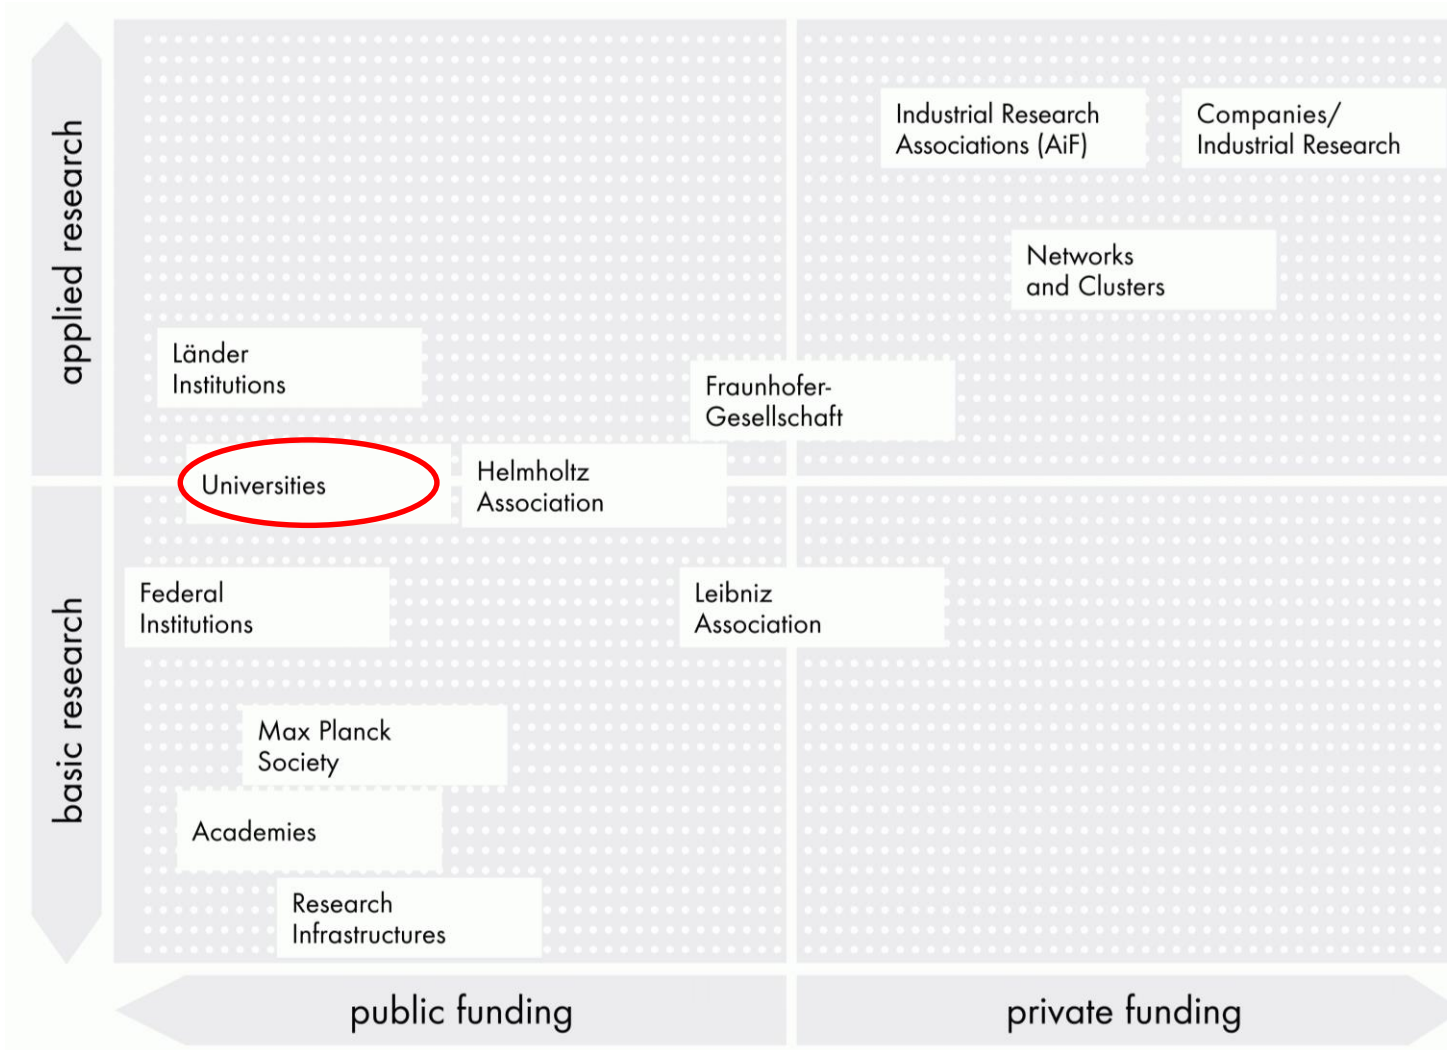 applied research
Industrial Research
Associations (AiF)
Companies/
Industrial Research
Networks
and Clusters
Länder
Institutions
Fraunhofer-
Gesellschaft
Universities
Helmholtz
Association
basic research
Federal
Institutions
Leibniz
Association
Max Planck
Society
Academies
Research
Infrastructures
public funding
private funding